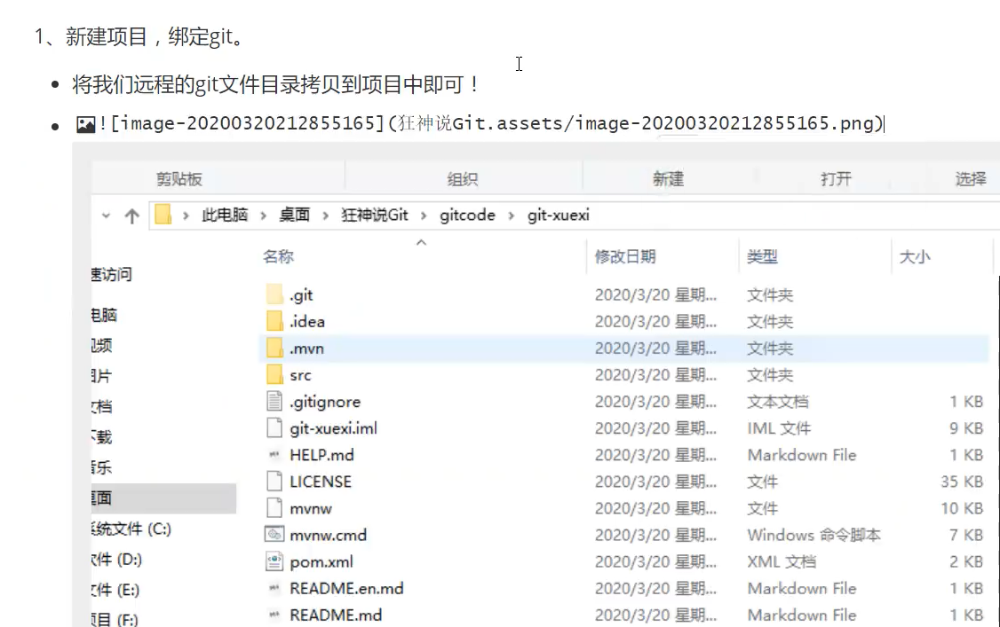 1、新建项目，绑定git。
将我们远程的git文件目录拷贝到项目中即可！
![image-20200320212855165](狂神说Git.assets/image-20200320212855165.png)
剪贴板 组织 新建 打开 选择
此电脑 > 桌面 > 狂神说Git > gitcode > git-xuexi
名称 修改日期 类型 大小
速访问
电脑
视频
图片
文档
下载
音乐
桌面
系统文件 (C:)
软件 (D:)
文件 (E:)
项目 (F:)
.git 2020/3/20 星期... 文件夹
.idea 2020/3/20 星期... 文件夹
.mvn 2020/3/20 星期... 文件夹
src 2020/3/20 星期... 文件夹
.gitignore 2020/3/20 星期... 文本文档 1 KB
git-xuexi.iml 2020/3/20 星期... IML 文件 9 KB
HELP.md 2020/3/20 星期... Markdown File 1 KB
LICENSE 2020/3/20 星期... 文件 35 KB
mvnw 2020/3/20 星期... 文件 10 KB
mvnw.cmd 2020/3/20 星期... Windows 命令脚本 7 KB
pom.xml 2020/3/20 星期... XML 文档 2 KB
README.en.md 2020/3/20 星期... Markdown File 1 KB
README.md 2020/3/20 星期... Markdown File 1 KB